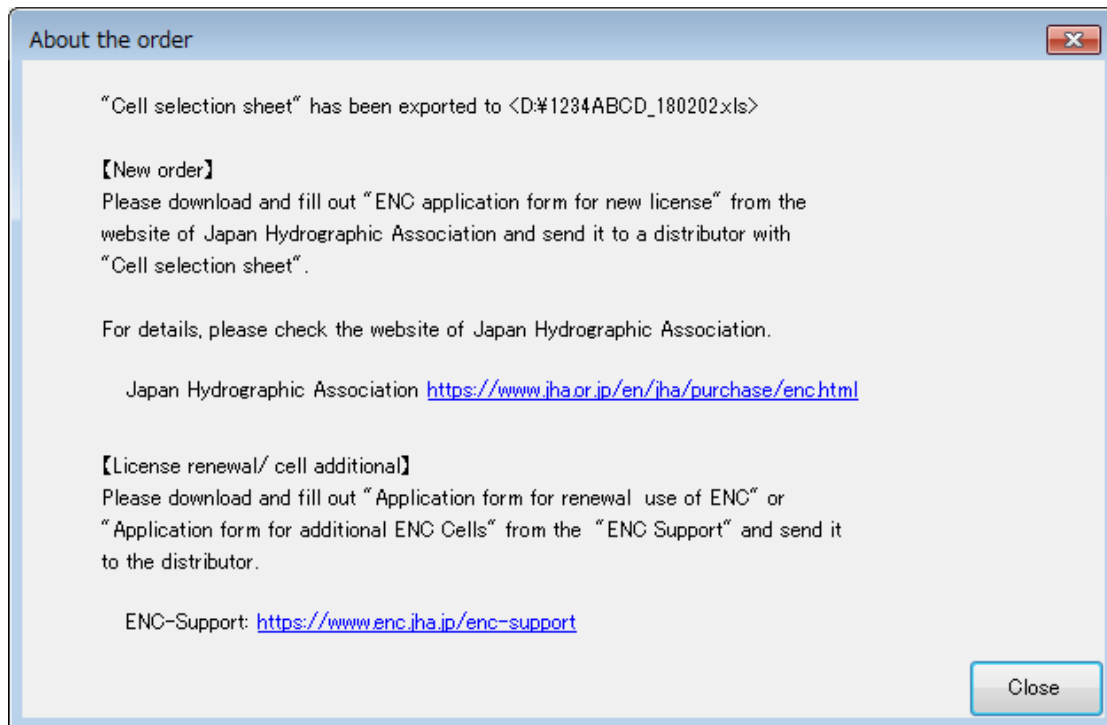 About the order
"Cell selection sheet" has been exported to <D:¥1234ABCD_180202.xls>
【New order】
Please download and fill out "ENC application form for new license" from the
website of Japan Hydrographic Association and send it to a distributor with
"Cell selection sheet".
For details, please check the website of Japan Hydrographic Association.
Japan Hydrographic Association https://www.jha.or.jp/en/jha/purchase/enc.html
【License renewal/ cell additional】
Please download and fill out "Application form for renewal use of ENC" or
"Application form for additional ENC Cells" from the "ENC Support" and send it
to the distributor.
ENC-Support: https://www.enc.jha.jp/enc-support
Close